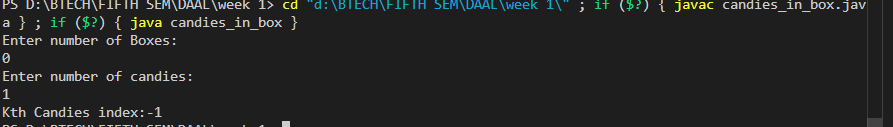 PS D:\BTECH\FIFTH SEM\DAAL\week 1> cd "d:\BTECH\FIFTH SEM\DAAL\week 1\" ; if ($?) { javac candies_in_box.jav
a } ; if ($?) { java candies_in_box }
Enter number of Boxes:
0
Enter number of candies:
1
Kth Candies index:-1
PS D:\BTECH\FIFTH SEM\DAAL\week 1>